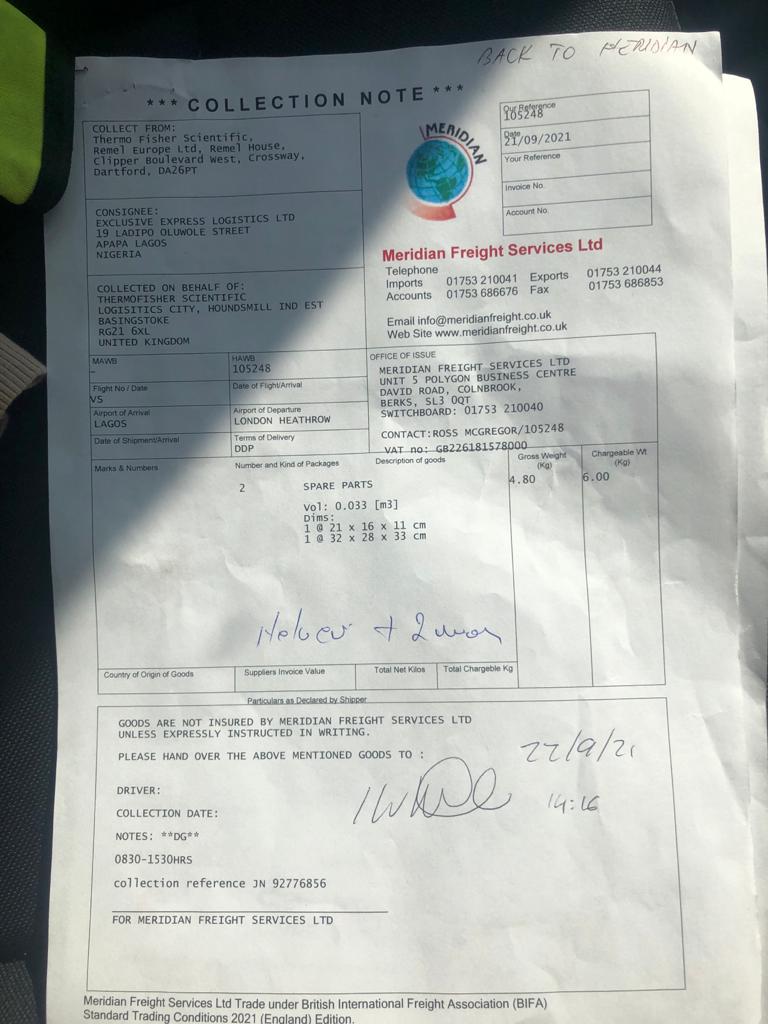 BACK TO MERIDIAN
*** COLLECTION NOTE ***
COLLECT FROM:
Thermo Fisher Scientific,
Remel Europe Ltd, Remel House,
Clipper Boulevard West, Crossway,
Dartford, DA26PT
MERIDIAN
Our Reference
105248
Date
21/09/2021
Your Reference
Invoice No.
Account No.
CONSIGNEE:
EXCLUSIVE EXPRESS LOGISTICS LTD
19 LADIPO OLUWOLE STREET
APAPA LAGOS
NIGERIA
Meridian Freight Services Ltd
Telephone
Imports 01753 210041 Exports 01753 210044
Accounts 01753 686676 Fax 01753 686853
Email info@meridianfreight.co.uk
Web Site www.meridianfreight.co.uk
COLLECTED ON BEHALF OF:
THERMOFISHER SCIENTIFIC
LOGISITICS CITY, HOUNDSMILL IND EST
BASINGSTOKE
RG21 6XL
UNITED KINGDOM
MAWB
–
HAWB
105248
Flight No / Date
VS
Date of Flight/Arrival
Airport of Arrival
LAGOS
Airport of Departure
LONDON HEATHROW
Date of Shipment/Arrival
Terms of Delivery
DDP
OFFICE OF ISSUE
MERIDIAN FREIGHT SERVICES LTD
UNIT 5 POLYGON BUSINESS CENTRE
DAVID ROAD, COLNBROOK,
BERKS, SL3 0QT
SWITCHBOARD: 01753 210040
CONTACT:ROSS MCGREGOR/105248
VAT no: GB226181578000
Marks & Numbers Number and Kind of Packages Description of goods Gross Weight (Kg) Chargeable Wt (Kg)
2 SPARE PARTS 4.80 6.00
Vol: 0.033 [m3]
Dims:
1 @ 21 x 16 x 11 cm
1 @ 32 x 28 x 33 cm
+ 2
Country of Origin of Goods Suppliers Invoice Value Total Net Kilos Total Chargeable Kg
Particulars as Declared by Shipper
GOODS ARE NOT INSURED BY MERIDIAN FREIGHT SERVICES LTD
UNLESS EXPRESSLY INSTRUCTED IN WRITING.
PLEASE HAND OVER THE ABOVE MENTIONED GOODS TO :
22/9/21
14:16
DRIVER:
COLLECTION DATE:
NOTES: **DG**
0830-1530HRS
collection reference JN 92776856
FOR MERIDIAN FREIGHT SERVICES LTD
Meridian Freight Services Ltd Trade under British International Freight Association (BIFA)
Standard Trading Conditions 2021 (England) Edition.